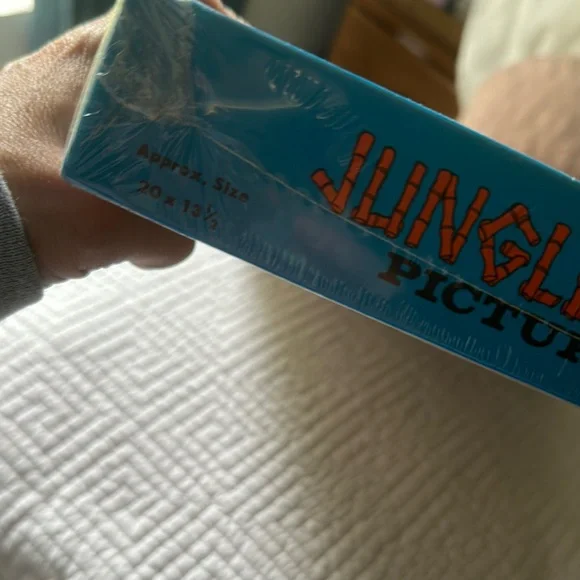 Approx. Size
20 x 13½
JUNGL
PICTU